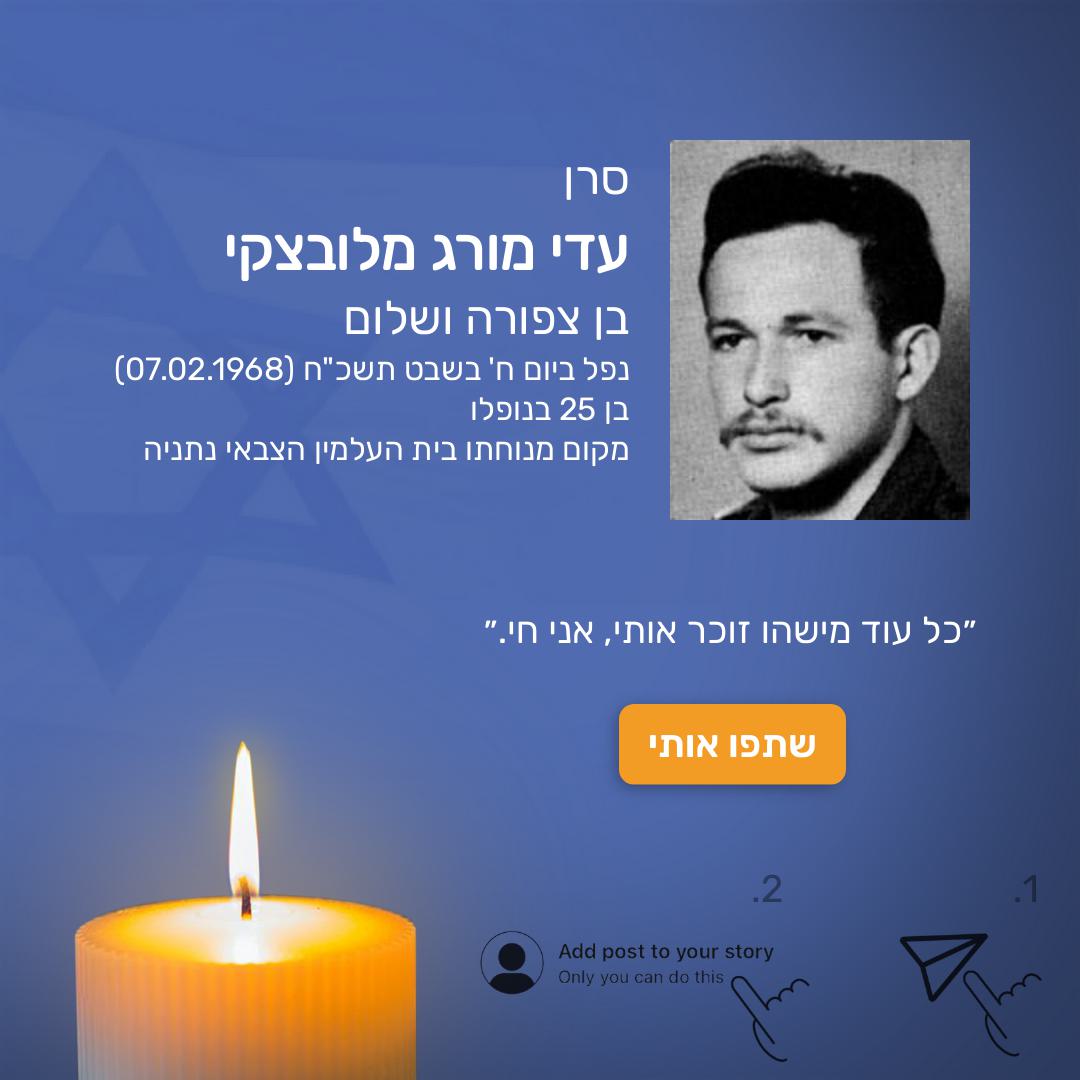 סרן
עדי מורג מלובצקי
בן צפורה ושלום
נפל ביום ח' בשבט תשכ"ח (07.02.1968)
בן 25 בנופלו
מקום מנוחתו בית העלמין הצבאי נתניה
״כל עוד מישהו זוכר אותי, אני חי.״
שתפו אותי
.1
.2
Add post to your story
Only you can do this